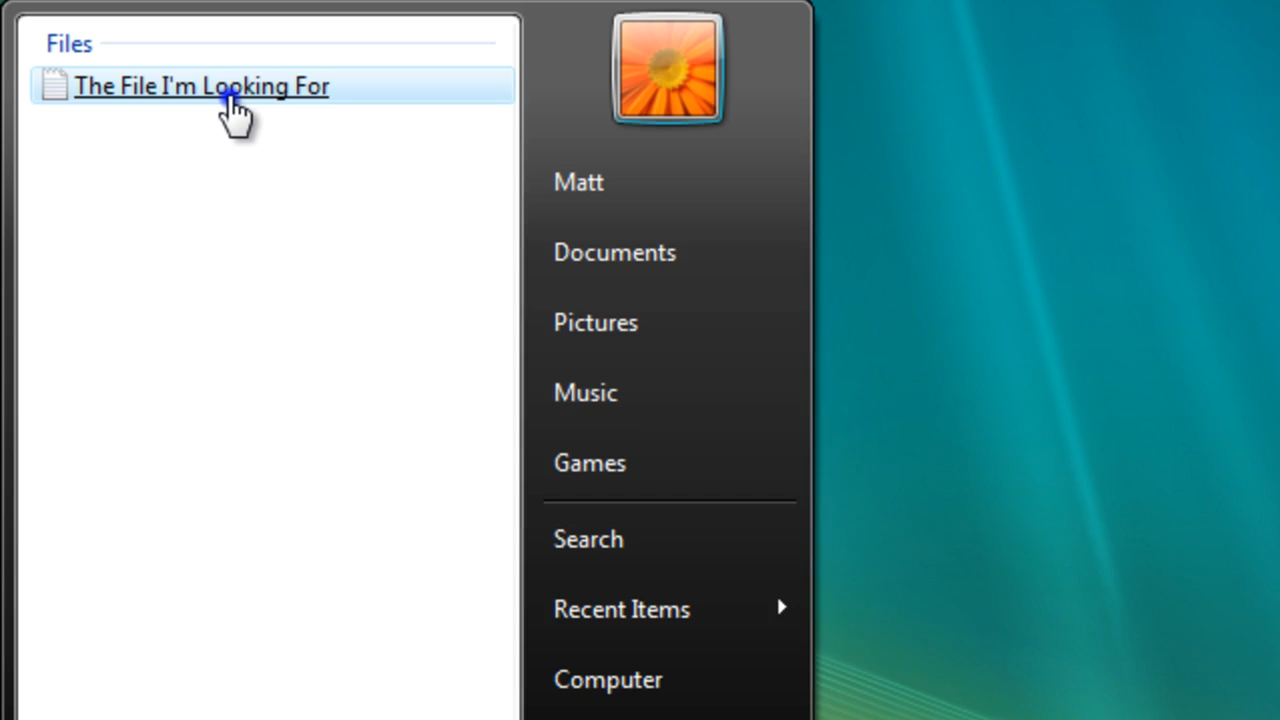 Files
The File I'm Looking For
Matt
Documents
Pictures
Music
Games
Search
Recent Items
Computer